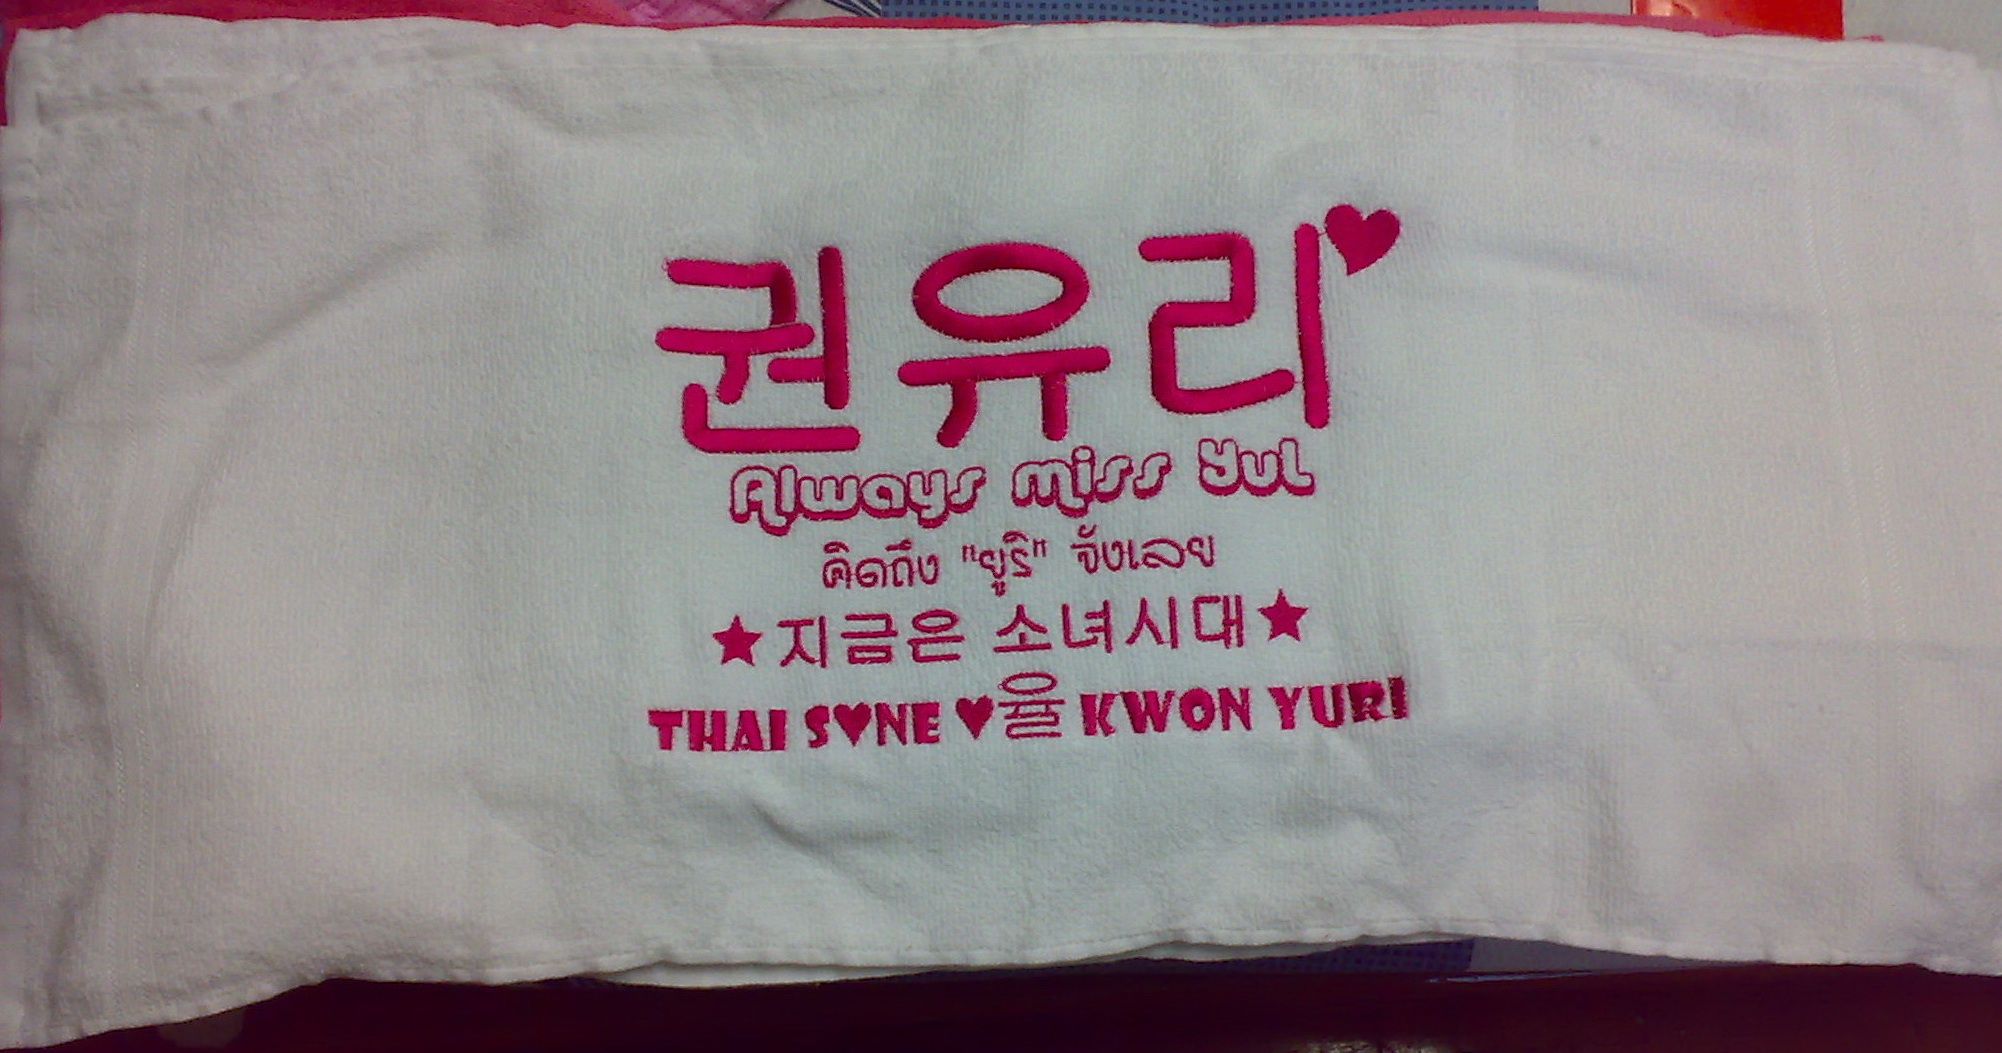 권유리♥
Always miss Yul
คิดถึง "ยูริ" จังเลย
★지금은 소녀시대★
THAI S♥NE ♥율 KWON YURI